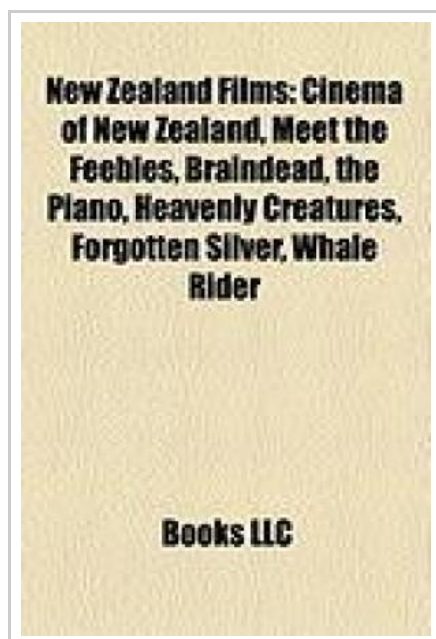 New Zealand Films: Cinema
of New Zealand, Meet the
Feebles, Braindead, the
Piano, Heavenly Creatures,
Forgotten Silver, Whale
Rider
Books LLC